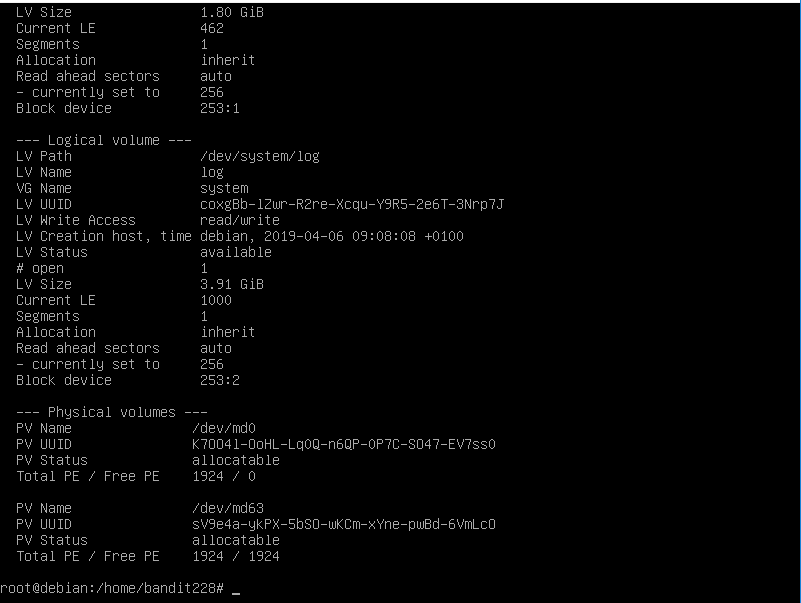 LV Size 1.80 GiB
Current LE 462
Segments 1
Allocation inherit
Read ahead sectors auto
- currently set to 256
Block device 253:1
--- Logical volume ---
LV Path /dev/system/log
LV Name log
VG Name system
LV UUID coxgBb-lZwr-R2re-Xcqu-Y9R5-2e6T-3Nrp7J
LV Write Access read/write
LV Creation host, time debian, 2019-04-06 09:08:08 +0100
LV Status available
# open 1
LV Size 3.91 GiB
Current LE 1000
Segments 1
Allocation inherit
Read ahead sectors auto
- currently set to 256
Block device 253:2
--- Physical volumes ---
PV Name /dev/md0
PV UUID K7OO4l-OoHL-Lq0Q-n6QP-0P7C-SO47-EV7ss0
PV Status allocatable
Total PE / Free PE 1924 / 0
PV Name /dev/md63
PV UUID sV9e4a-ykPX-5bSO-wKCm-xYne-pwBd-6VmLcO
PV Status allocatable
Total PE / Free PE 1924 / 1924
root@debian:/home/bandit228# _